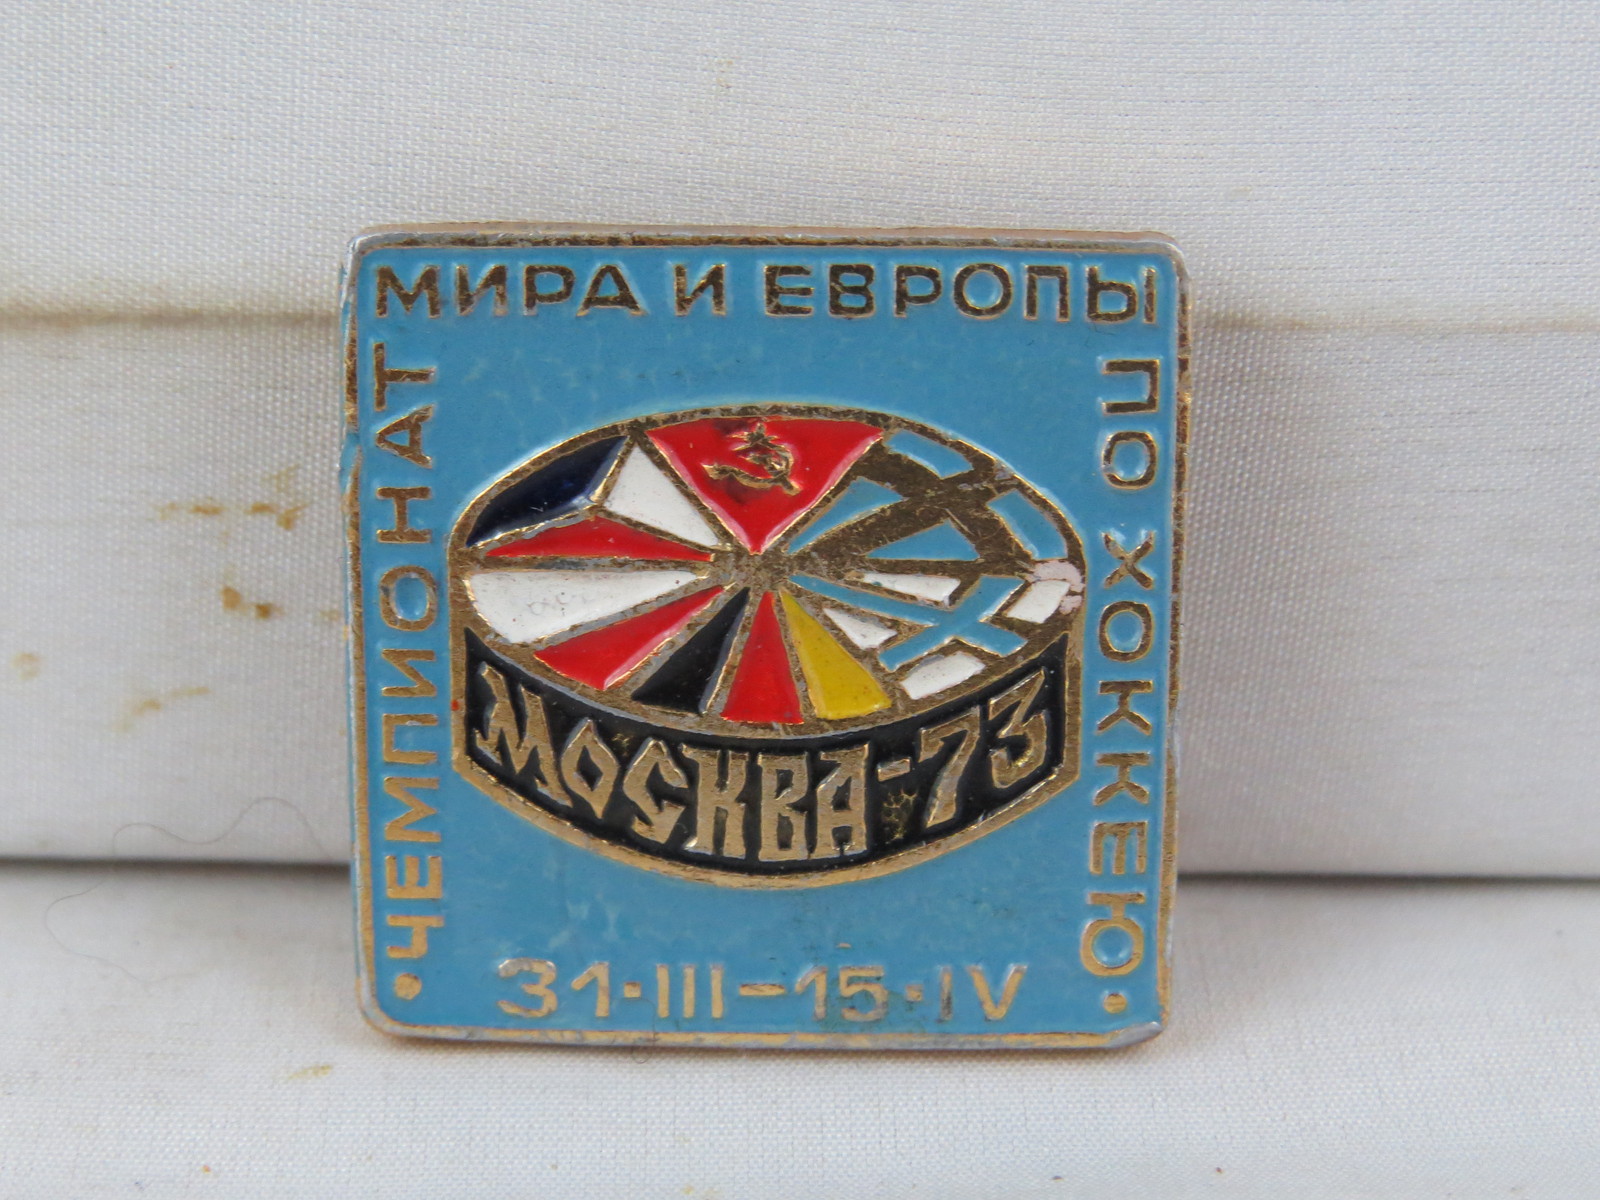 ЧЕМПИОНАТ
МИРА И ЕВРОПЫ
ПО ХОККЕЮ
МОСКВА-73
31·III–15·IV